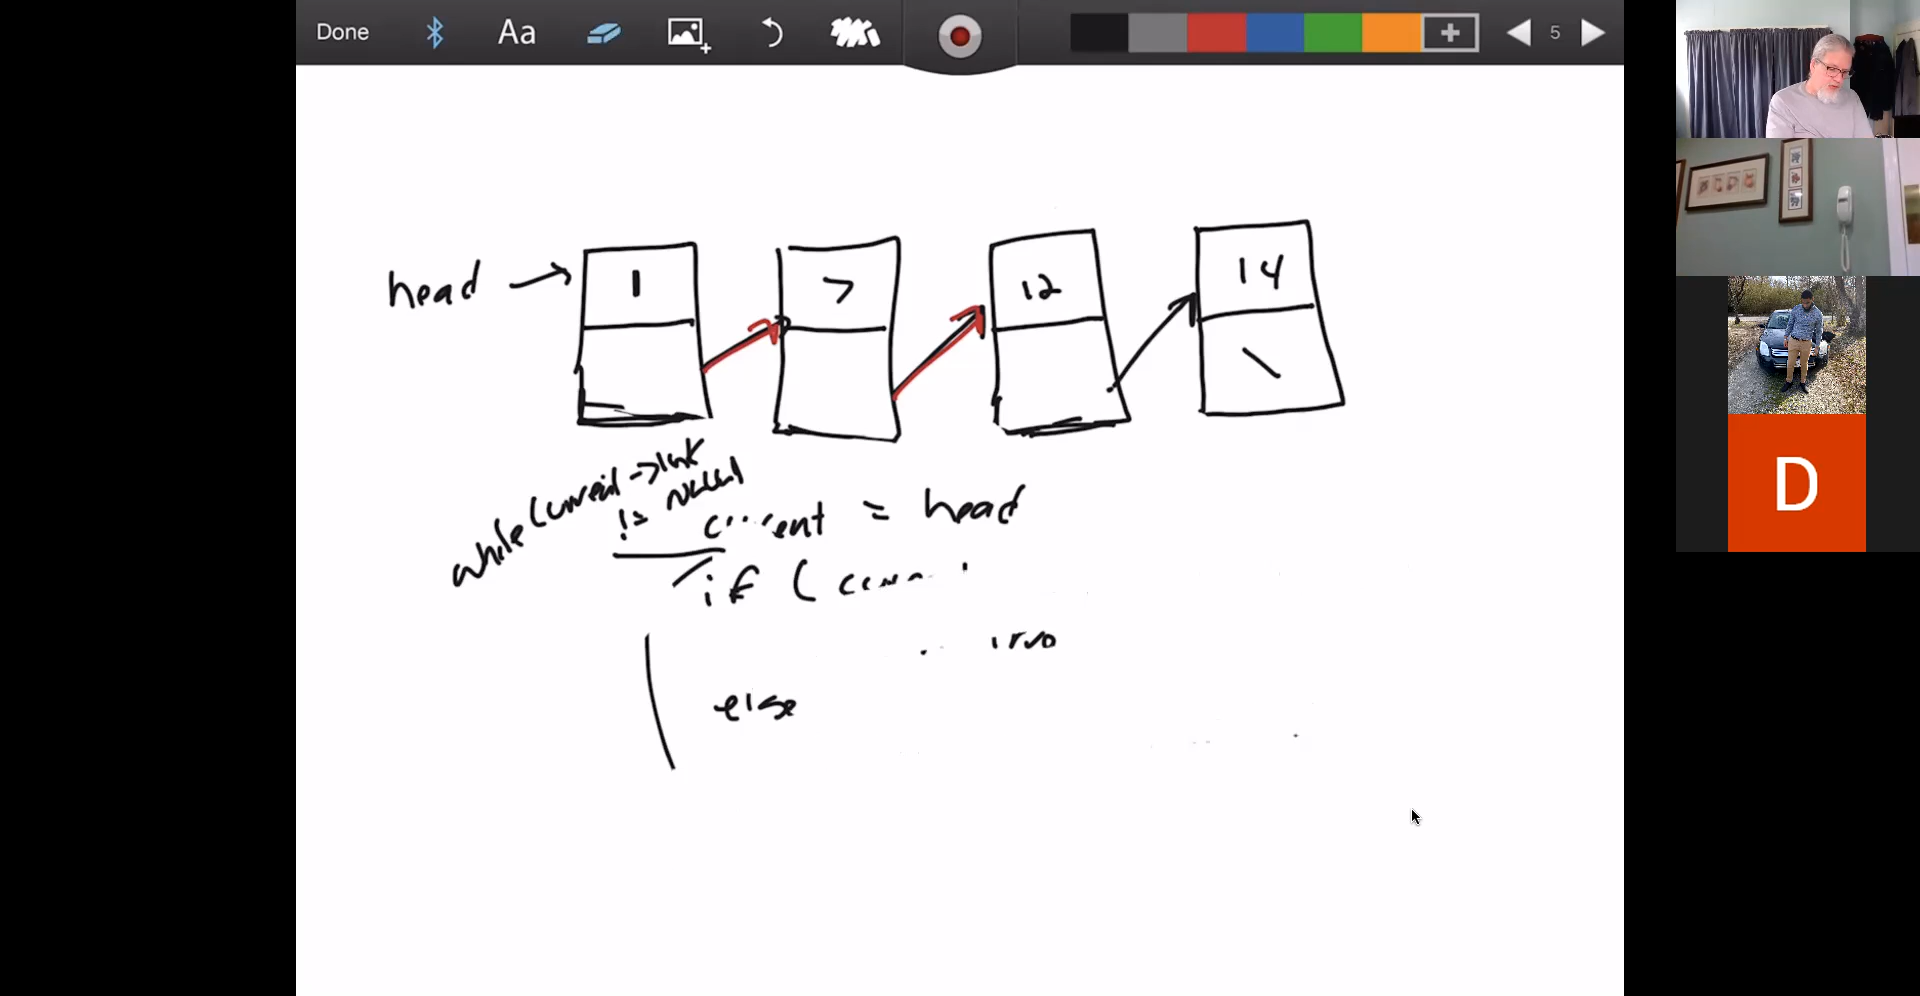 Done Aa 5
head → 1 7 12 14
while (current → link
!= NULL)
current = head
if (
else
D